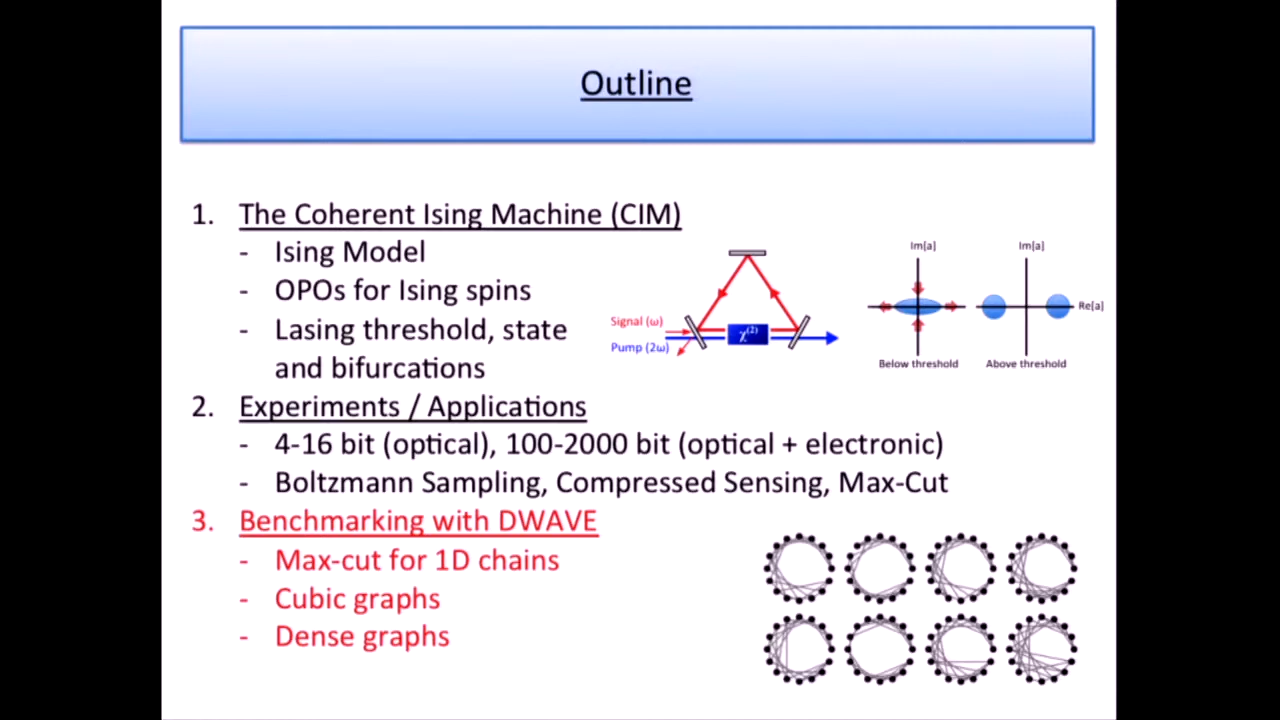 Outline
1. The Coherent Ising Machine (CIM)
- Ising Model
- OPOs for Ising spins
- Lasing threshold, state
and bifurcations
Signal (ω)
Pump (2ω)
χ(2)
Im[a]
Im[a]
Re[a]
Below threshold
Above threshold
2. Experiments / Applications
- 4-16 bit (optical), 100-2000 bit (optical + electronic)
- Boltzmann Sampling, Compressed Sensing, Max-Cut
3. Benchmarking with DWAVE
- Max-cut for 1D chains
- Cubic graphs
- Dense graphs